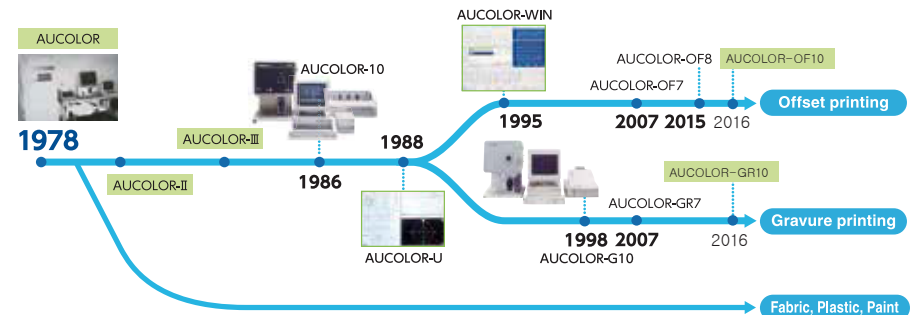 AUCOLOR
1978
AUCOLOR-II
AUCOLOR-III
AUCOLOR-10
1986
1988
AUCOLOR-U
AUCOLOR-WIN
1995
AUCOLOR-OF7
2007
AUCOLOR-OF8
2015
AUCOLOR-OF10
2016
Offset printing
1998
AUCOLOR-G10
AUCOLOR-GR7
2007
AUCOLOR-GR10
2016
Gravure printing
Fabric, Plastic, Paint